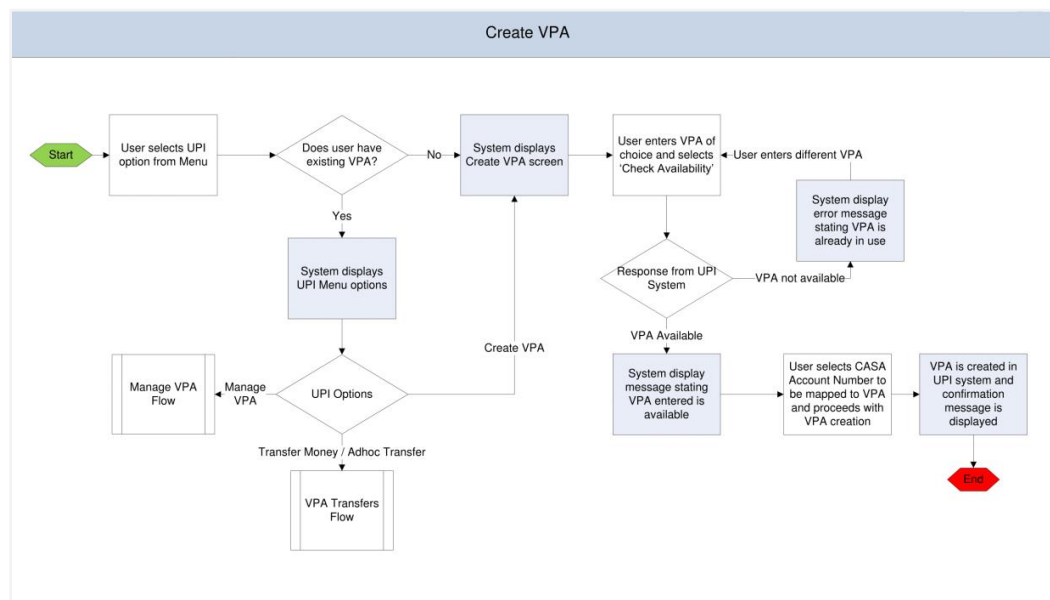 Create VPA
Start
User selects UPI
option from Menu
Does user have
existing VPA?
No
System displays
Create VPA screen
User enters VPA of
choice and selects
‘Check Availability’
User enters different VPA
System display
error message
stating VPA is
already in use
Yes
System displays
UPI Menu options
Response from UPI
System
VPA not available
VPA Available
Create VPA
Manage VPA
Flow
Manage
VPA
UPI Options
System display
message stating
VPA entered is
available
User selects CASA
Account Number to
be mapped to VPA
and proceeds with
VPA creation
VPA is created in
UPI system and
confirmation
message is
displayed
Transfer Money / Adhoc Transfer
VPA Transfers
Flow
End